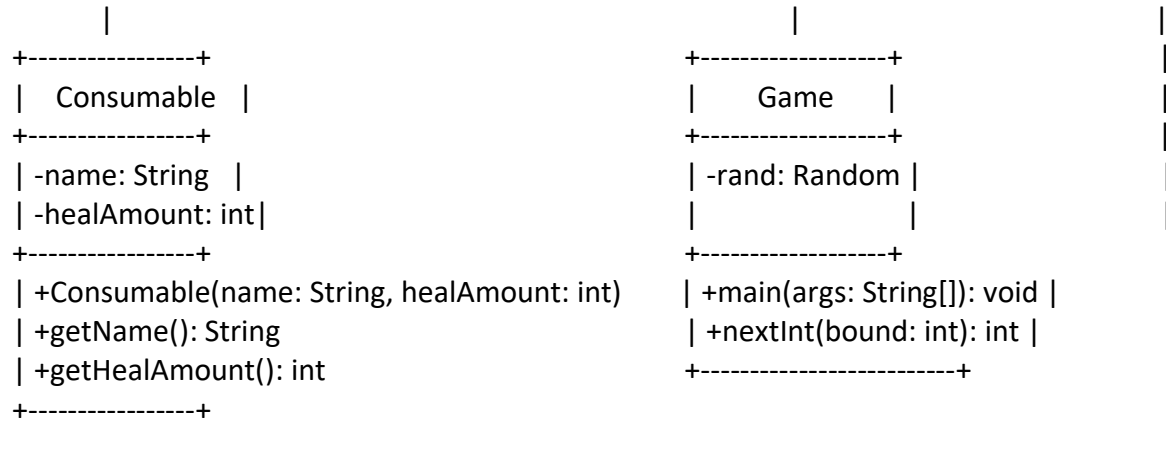 | | |
+-----------------+ +-------------------+ |
| Consumable | | Game | |
+-----------------+ +-------------------+ |
| -name: String | | -rand: Random | |
| -healAmount: int| | | |
+-----------------+ +-------------------+
| +Consumable(name: String, healAmount: int) | +main(args: String[]): void |
| +getName(): String | +nextInt(bound: int): int |
| +getHealAmount(): int +--------------------------+
+-----------------+